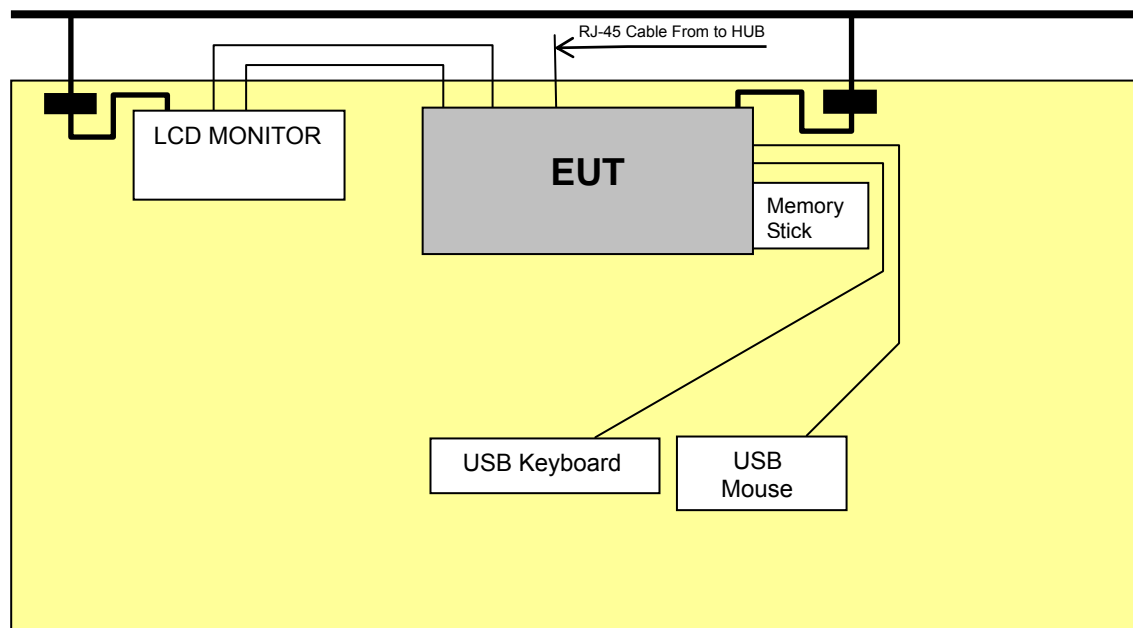 RJ-45 Cable From to HUB
LCD MONITOR
EUT
Memory
Stick
USB Keyboard
USB
Mouse